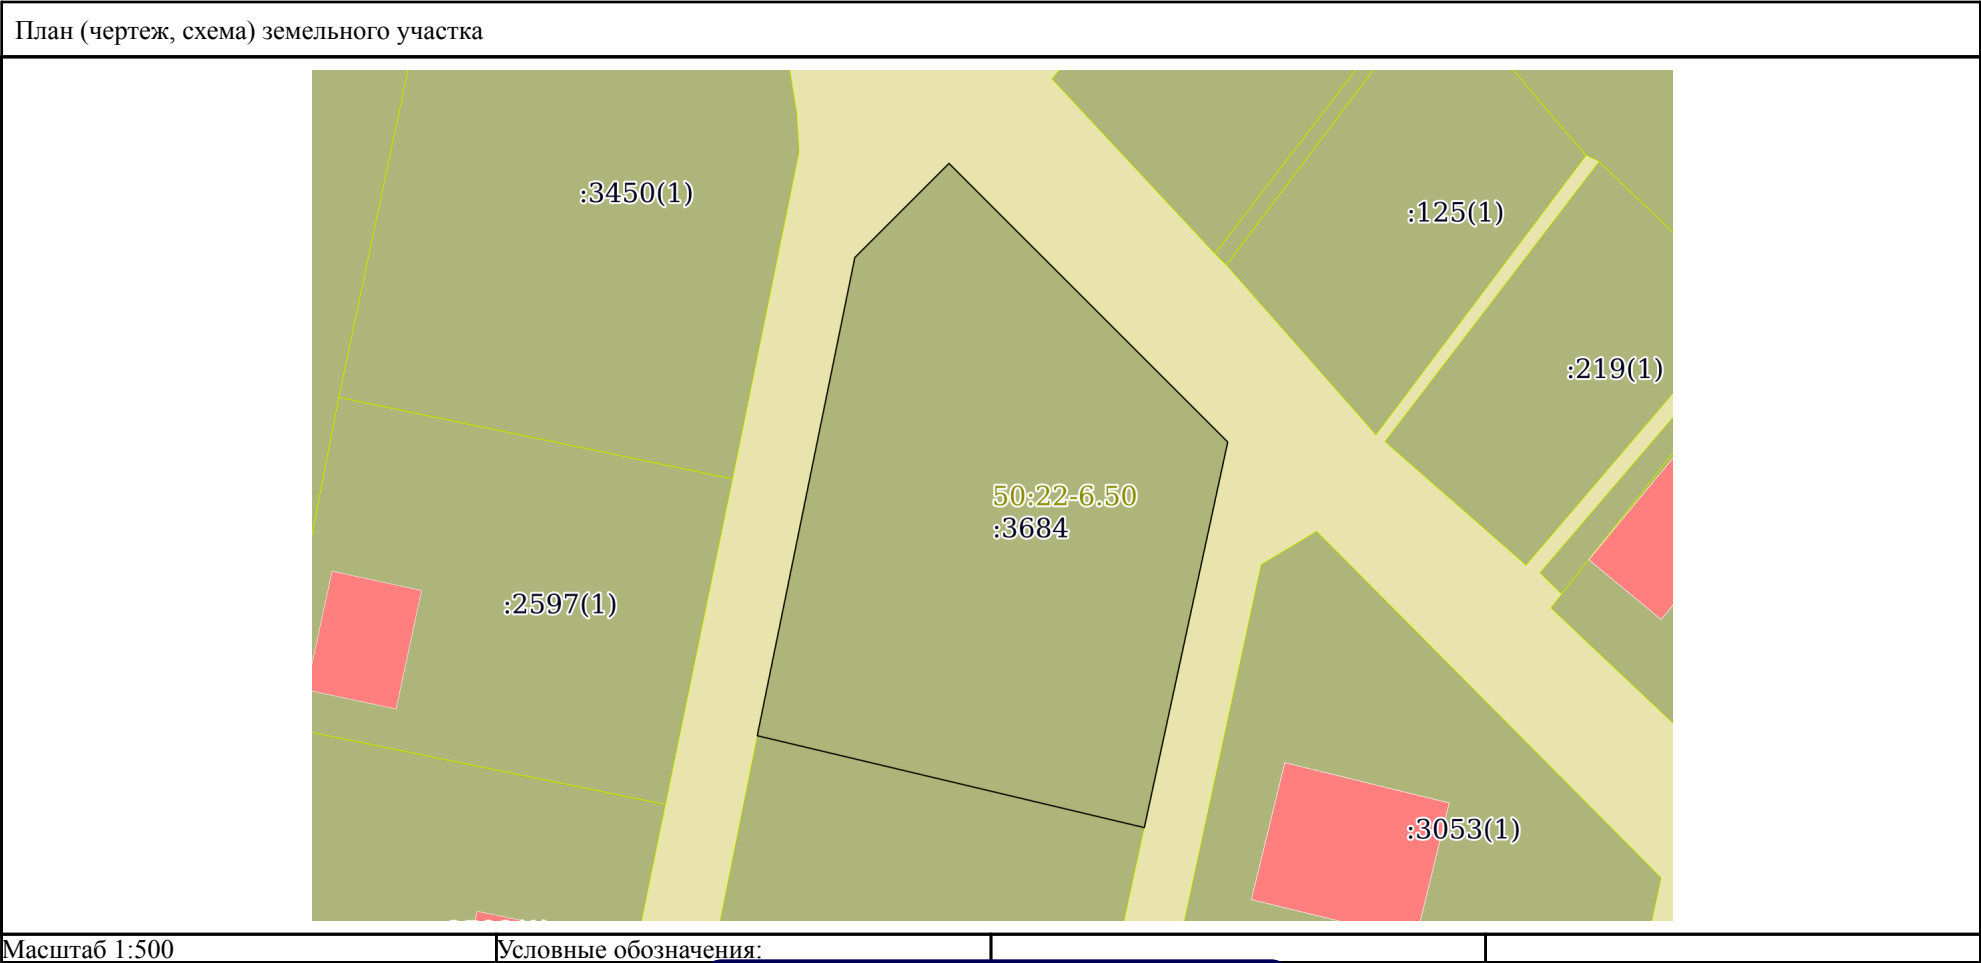 План (чертеж, схема) земельного участка
:3450(1)
:125(1)
:219(1)
50:22-6.50
:3684
:2597(1)
:3053(1)
Масштаб 1:500
Условные обозначения: